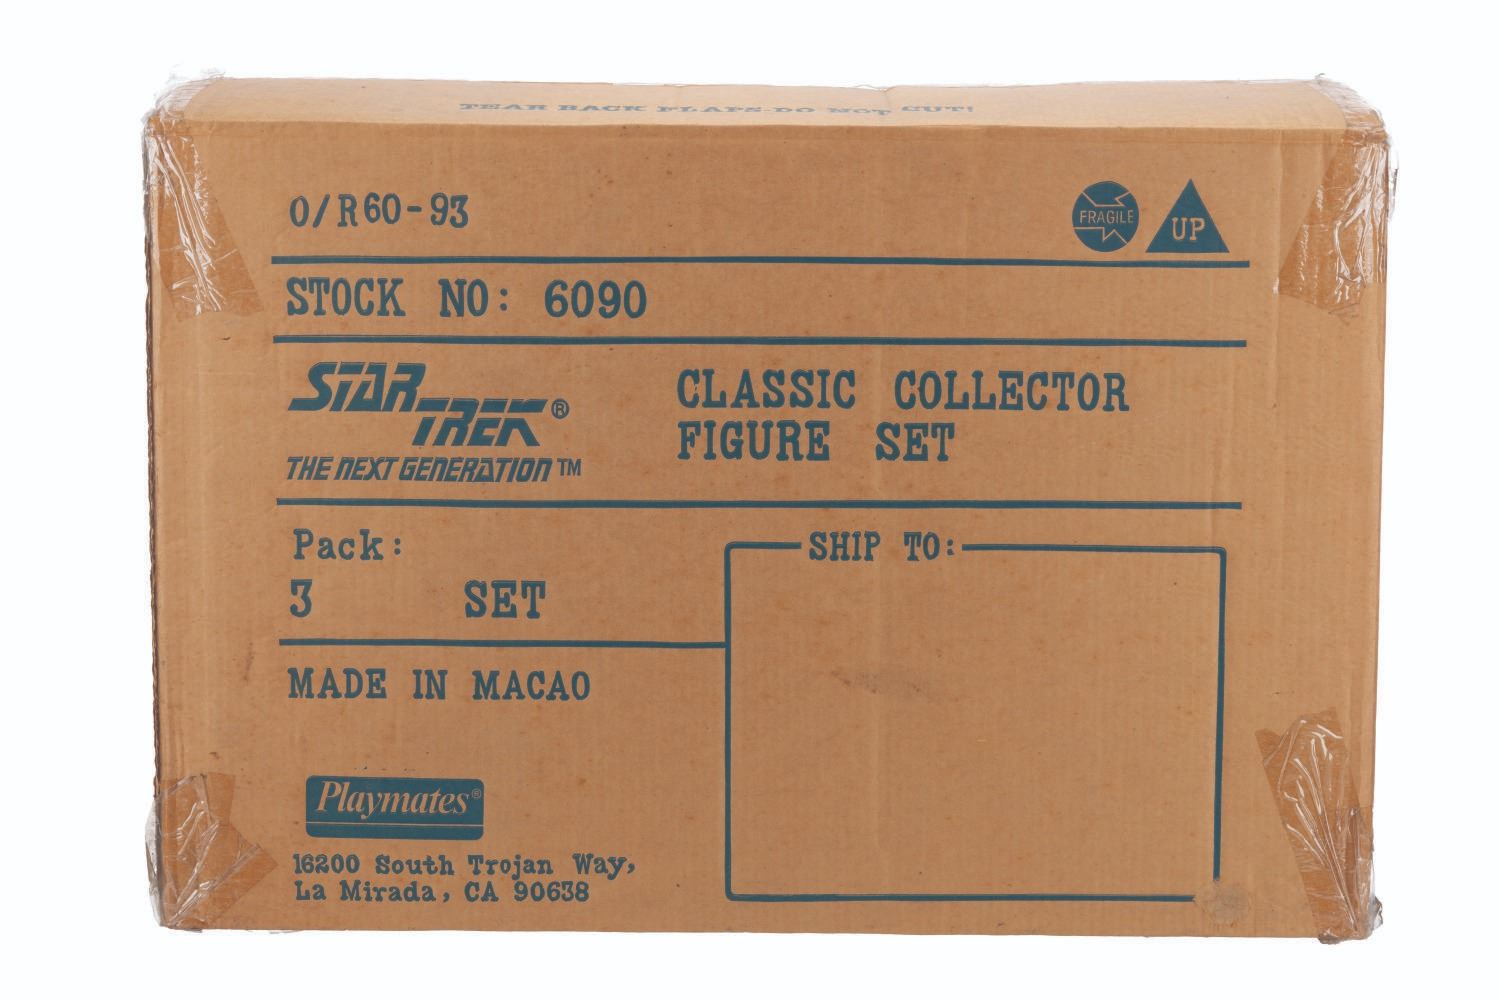 TEAR BACK FLAPS-DO NOT CUT!
O/R60-93
FRAGILE
UP
STOCK NO: 6090
STAR TREK®
THE NEXT GENERATION™
CLASSIC COLLECTOR
FIGURE SET
Pack:
3 SET
SHIP TO:
MADE IN MACAO
Playmates®
16200 South Trojan Way,
La Mirada, CA 90638